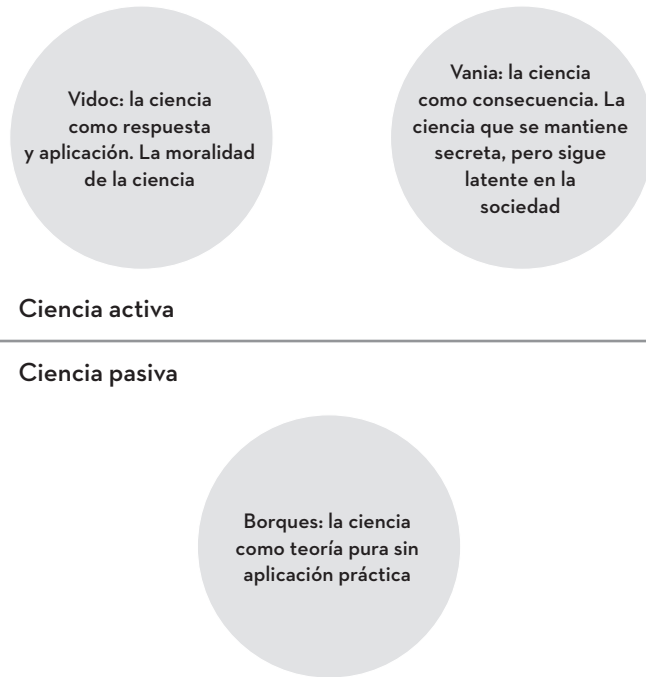 Vidoc: la ciencia
como respuesta
y aplicación. La moralidad
de la ciencia
Vania: la ciencia
como consecuencia. La
ciencia que se mantiene
secreta, pero sigue
latente en la
sociedad
Ciencia activa
Ciencia pasiva
Borques: la ciencia
como teoría pura sin
aplicación práctica